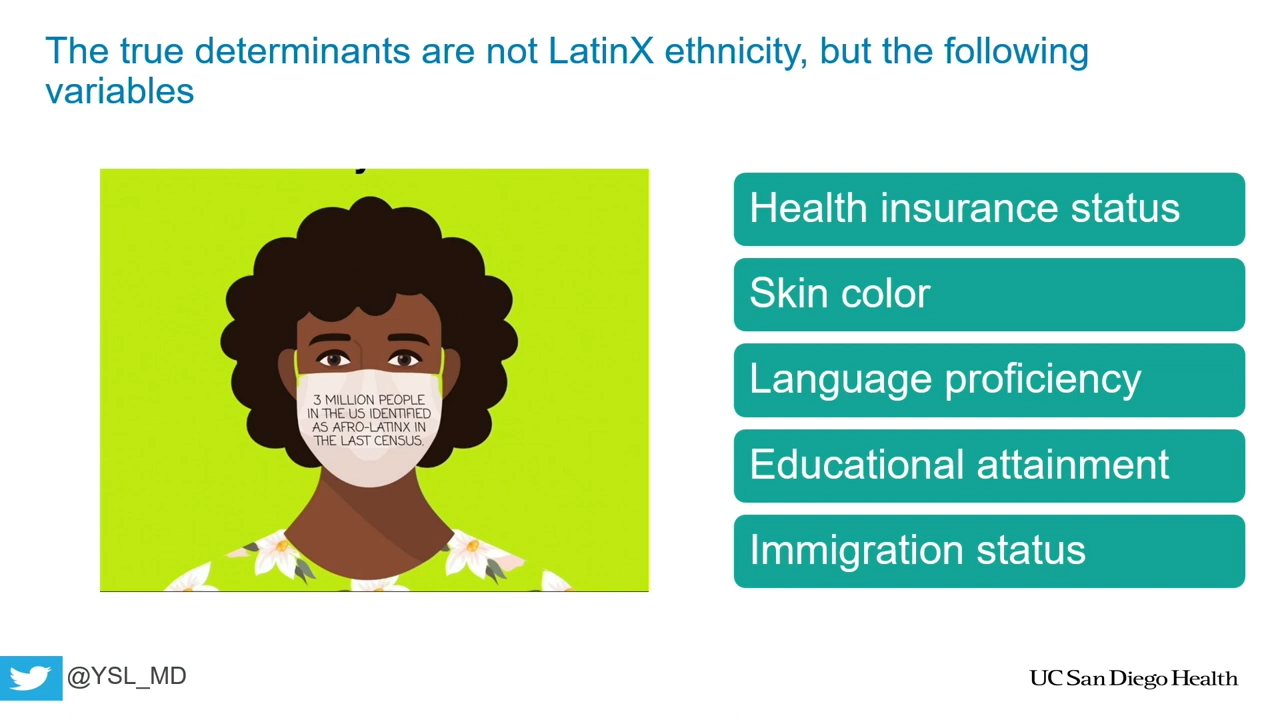 The true determinants are not LatinX ethnicity, but the following
variables
3 MILLION PEOPLE
IN THE US IDENTIFIED
AS AFRO-LATINX IN
THE LAST CENSUS.
Health insurance status
Skin color
Language proficiency
Educational attainment
Immigration status
@YSL_MD
UC San Diego Health